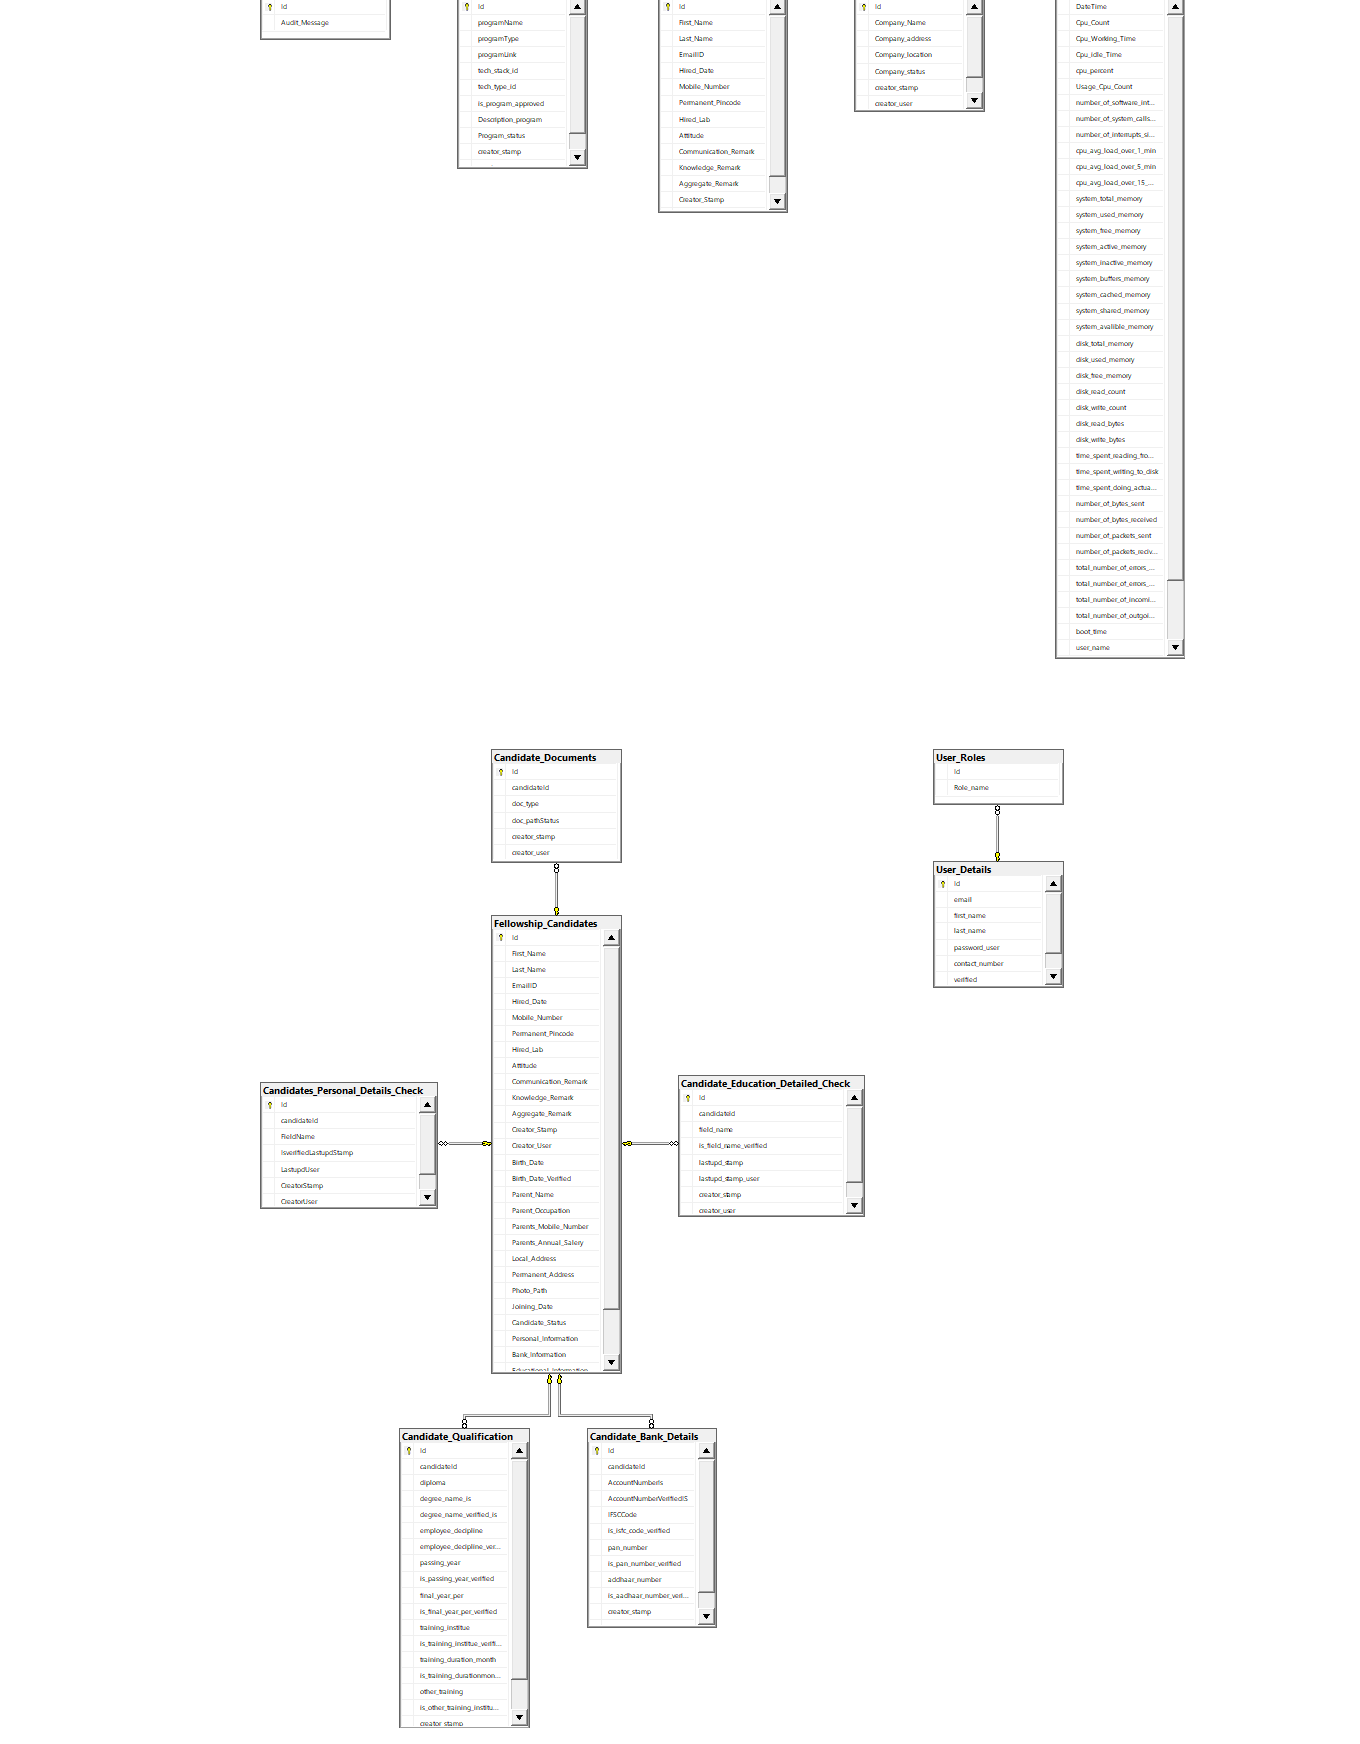 Id
Audit_Message
Id
programName
programType
programLink
tech_stack_id
tech_type_id
is_program_approved
Description_program
Program_status
creator_stamp
Id
First_Name
Last_Name
EmailID
Hired_Date
Mobile_Number
Permanent_Pincode
Hired_Lab
Attitude
Communication_Remark
Knowledge_Remark
Aggregate_Remark
Creator_Stamp
Id
Company_Name
Company_address
Company_location
Company_status
creator_stamp
creator_user
DateTime
Cpu_Count
Cpu_Working_Time
Cpu_idle_Time
cpu_percent
Usage_Cpu_Count
number_of_software_int...
number_of_system_calls...
number_of_interrupts_si...
cpu_avg_load_over_1_min
cpu_avg_load_over_5_min
cpu_avg_load_over_15_...
system_total_memory
system_used_memory
system_free_memory
system_active_memory
system_inactive_memory
system_buffers_memory
system_cached_memory
system_shared_memory
system_avalible_memory
disk_total_memory
disk_used_memory
disk_free_memory
disk_read_count
disk_write_count
disk_read_bytes
disk_write_bytes
time_spent_reading_fro...
time_spent_writing_to_disk
time_spent_doing_actua...
number_of_bytes_sent
number_of_bytes_received
number_of_packets_sent
number_of_packets_reciv...
total_number_of_errors_...
total_number_of_errors_...
total_number_of_incomi...
total_number_of_outgoi...
boot_time
user_name
Candidate_Documents
Id
candidateId
doc_type
doc_pathStatus
creator_stamp
creator_user
User_Roles
Id
Role_name
User_Details
Id
email
first_name
last_name
password_user
contact_number
verified
Fellowship_Candidates
Id
First_Name
Last_Name
EmailID
Hired_Date
Mobile_Number
Permanent_Pincode
Hired_Lab
Attitude
Communication_Remark
Knowledge_Remark
Aggregate_Remark
Creator_Stamp
Creator_User
Birth_Date
Birth_Date_Verified
Parent_Name
Parent_Occupation
Parents_Mobile_Number
Parents_Annual_Salery
Local_Address
Permanent_Address
Photo_Path
Joining_Date
Candidate_Status
Personal_Information
Bank_Information
Educational_Information
Candidates_Personal_Details_Check
Id
candidateId
FieldName
IsverifiedLastupdStamp
LastupdUser
CreatorStamp
CreatorUser
Candidate_Education_Detailed_Check
Id
candidateId
field_name
is_field_name_verified
lastupd_stamp
lastupd_stamp_user
creator_stamp
creator_user
Candidate_Qualification
Id
candidateId
diploma
degree_name_is
degree_name_verified_is
employee_decipline
employee_decipline_ver...
passing_year
is_passing_year_verified
final_year_per
is_final_year_per_verified
training_institue
is_training_institue_verifi...
training_duration_month
is_training_durationmon...
other_training
is_other_training_institu...
creator_stamp
Candidate_Bank_Details
Id
candidateId
AccountNumberIs
AccountNumberVerifiedIS
IFSCCode
is_isfc_code_verified
pan_number
is_pan_number_verified
addhaar_number
is_aadhaar_number_veri...
creator_stamp